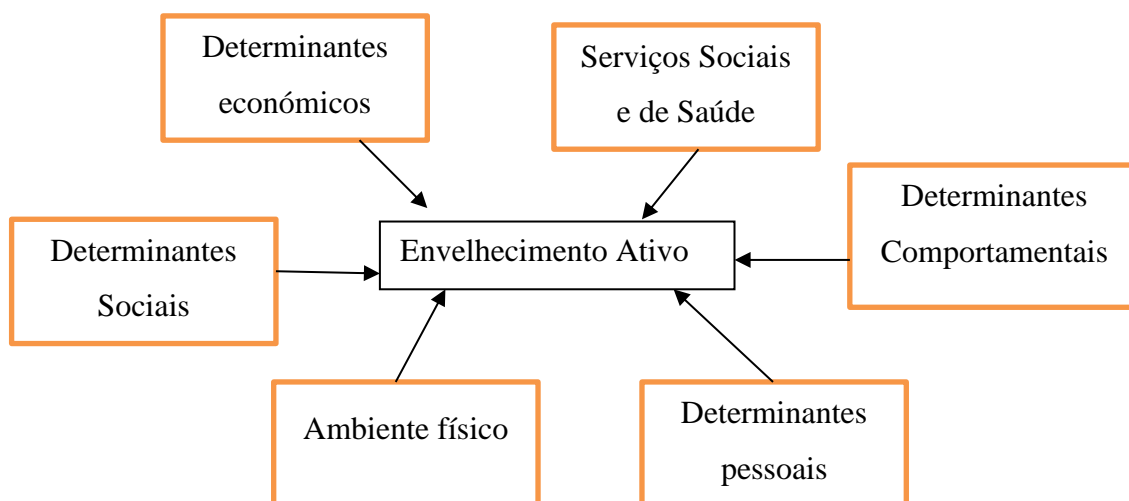 Determinantes
económicos
Serviços Sociais
e de Saúde
Determinantes
Comportamentais
Determinantes
Sociais
Envelhecimento Ativo
Ambiente físico
Determinantes
pessoais